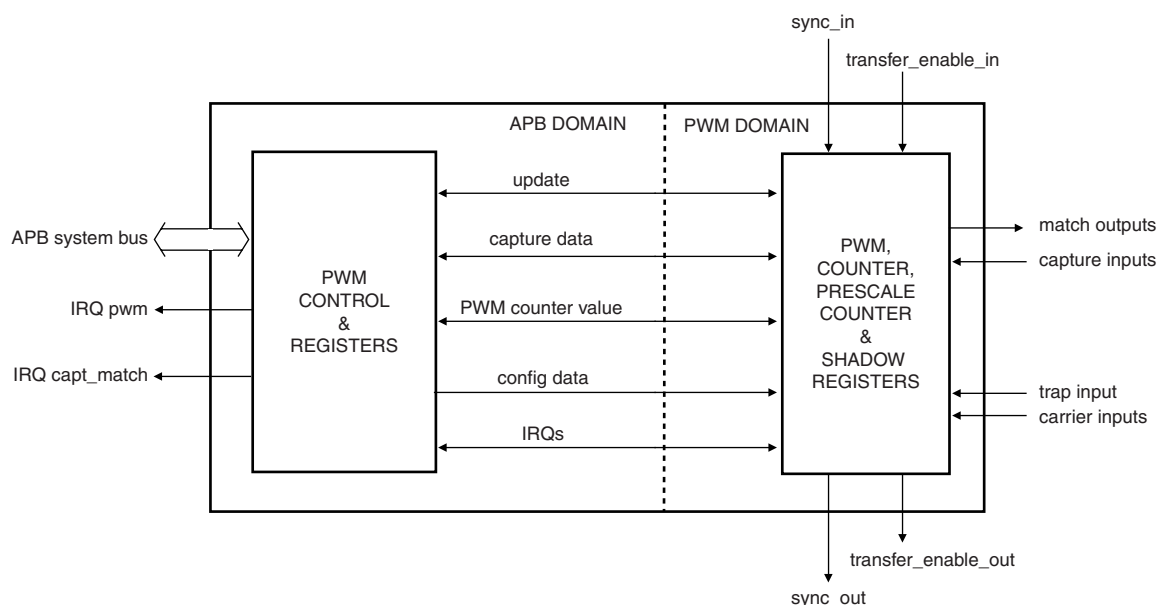 sync_in
transfer_enable_in
APB DOMAIN
PWM DOMAIN
update
APB system bus
capture data
match outputs
capture inputs
PWM
CONTROL
&
REGISTERS
PWM,
COUNTER,
PRESCALE
COUNTER
&
SHADOW
REGISTERS
IRQ pwm
PWM counter value
IRQ capt_match
config data
trap input
carrier inputs
IRQs
transfer_enable_out
sync_out